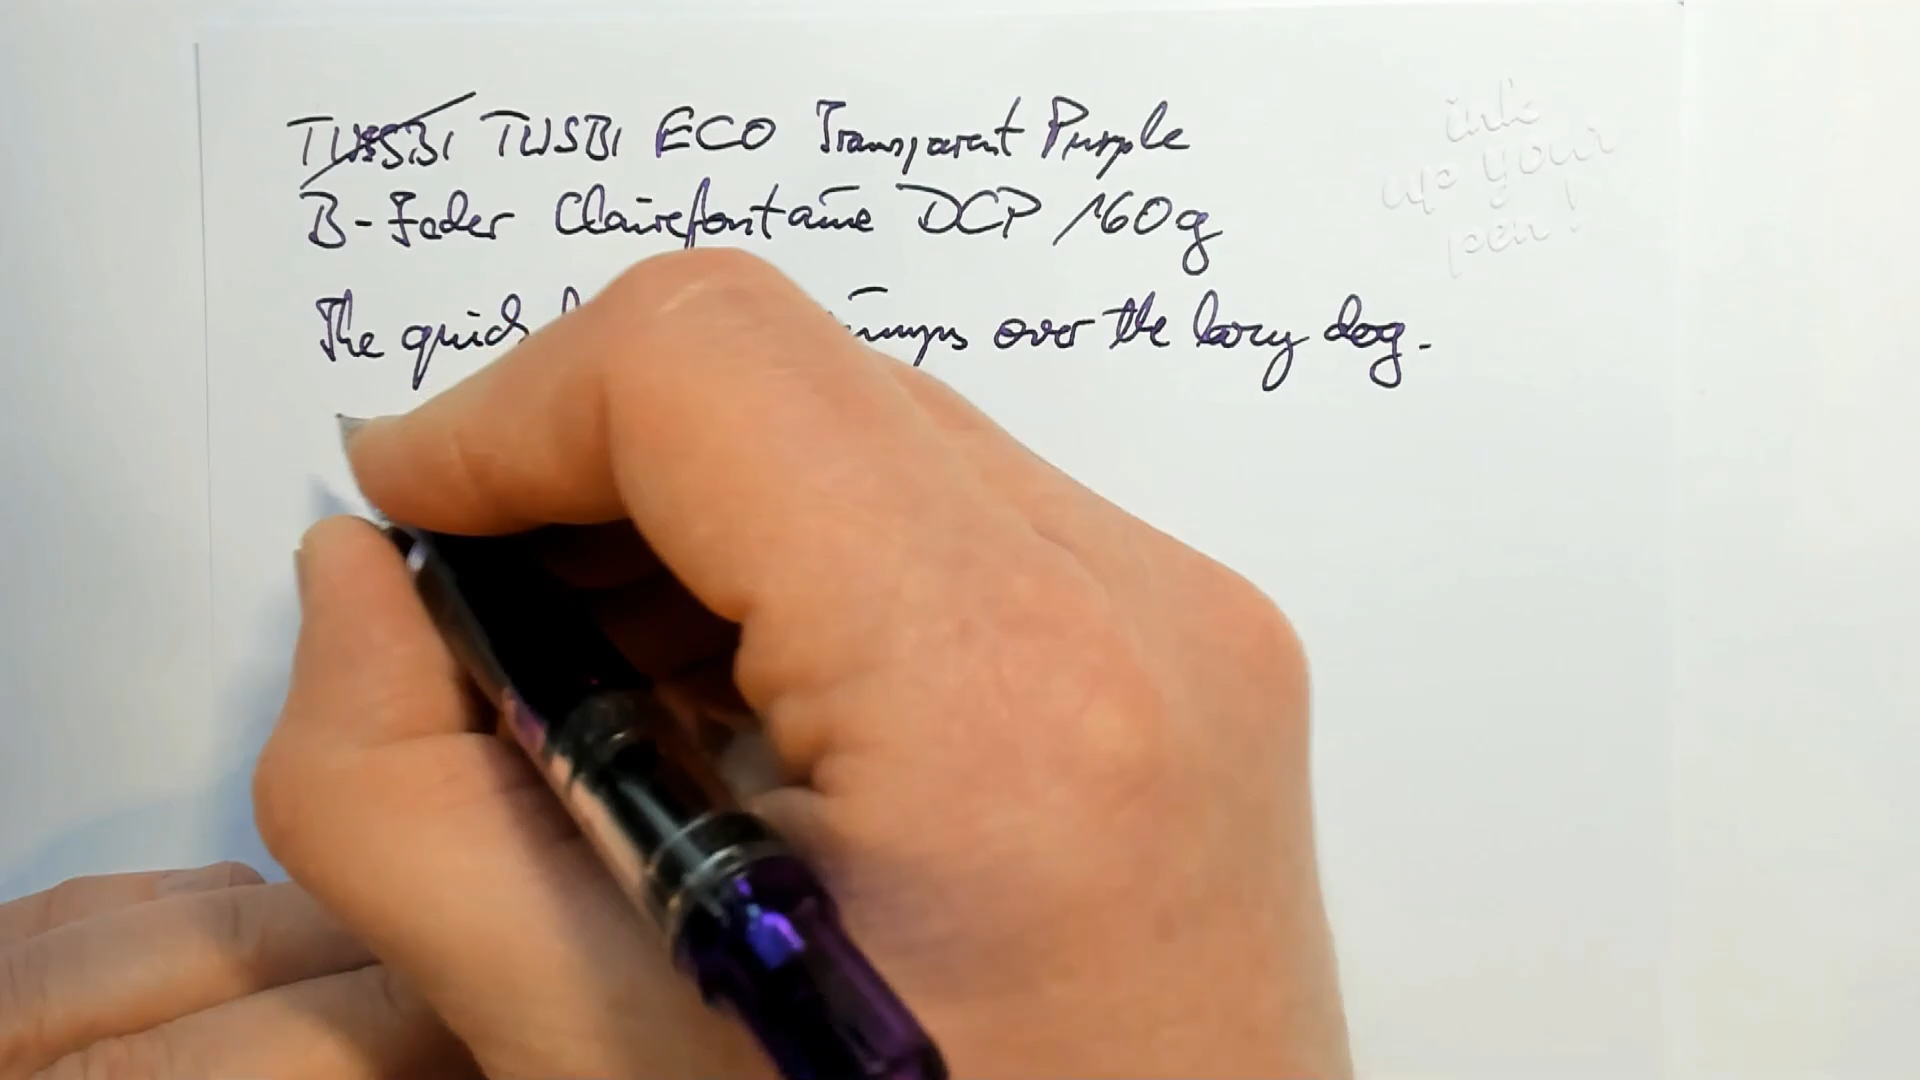 TWSBI TWSBI ECO Transparent Purple
B-Feder Clairefontaine DCP 160g
The quick jumps over the lazy dog.
ink
up your
pen!